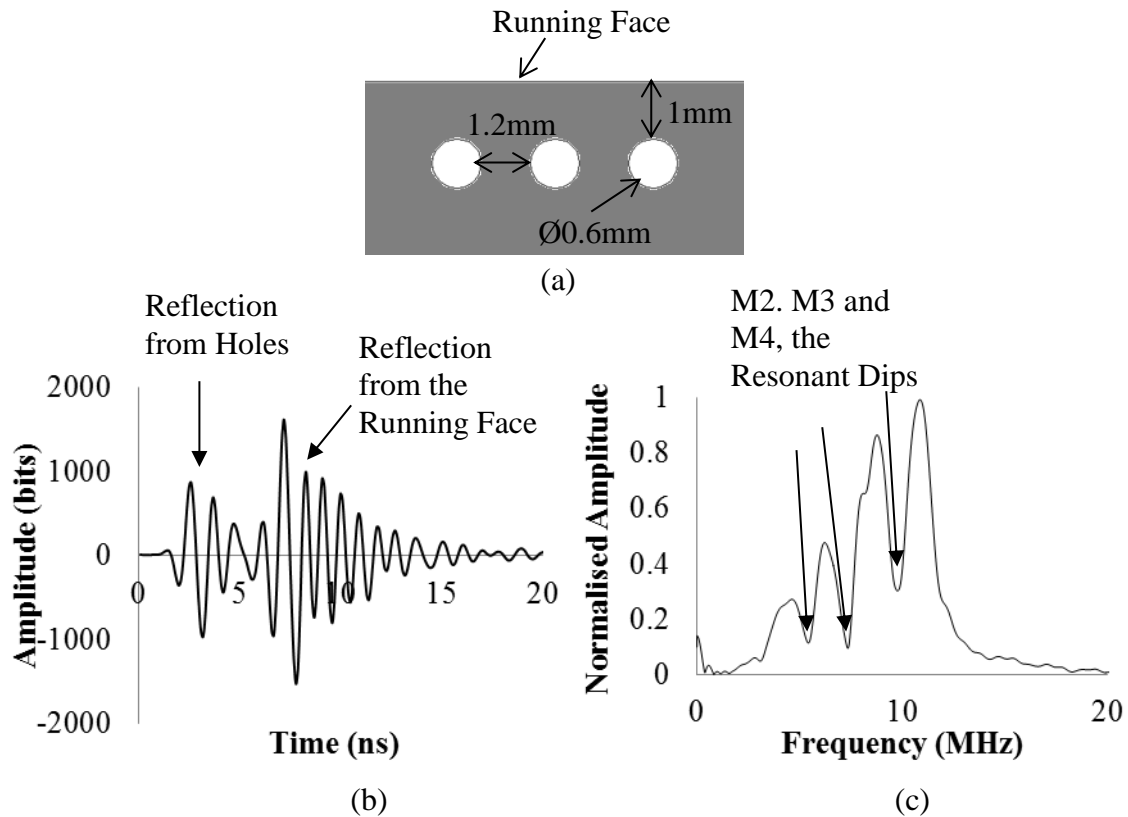 Running Face
1.2mm
1mm
Ø0.6mm
(a)
Reflection
from Holes
Reflection
from the
Running Face
2000
1000
0
-1000
-2000
0
5
10
15
20
Amplitude (bits)
Time (ns)
(b)
M2. M3 and
M4, the
Resonant Dips
1
0.8
0.6
0.4
0.2
0
0
10
20
Normalised Amplitude
Frequency (MHz)
(c)